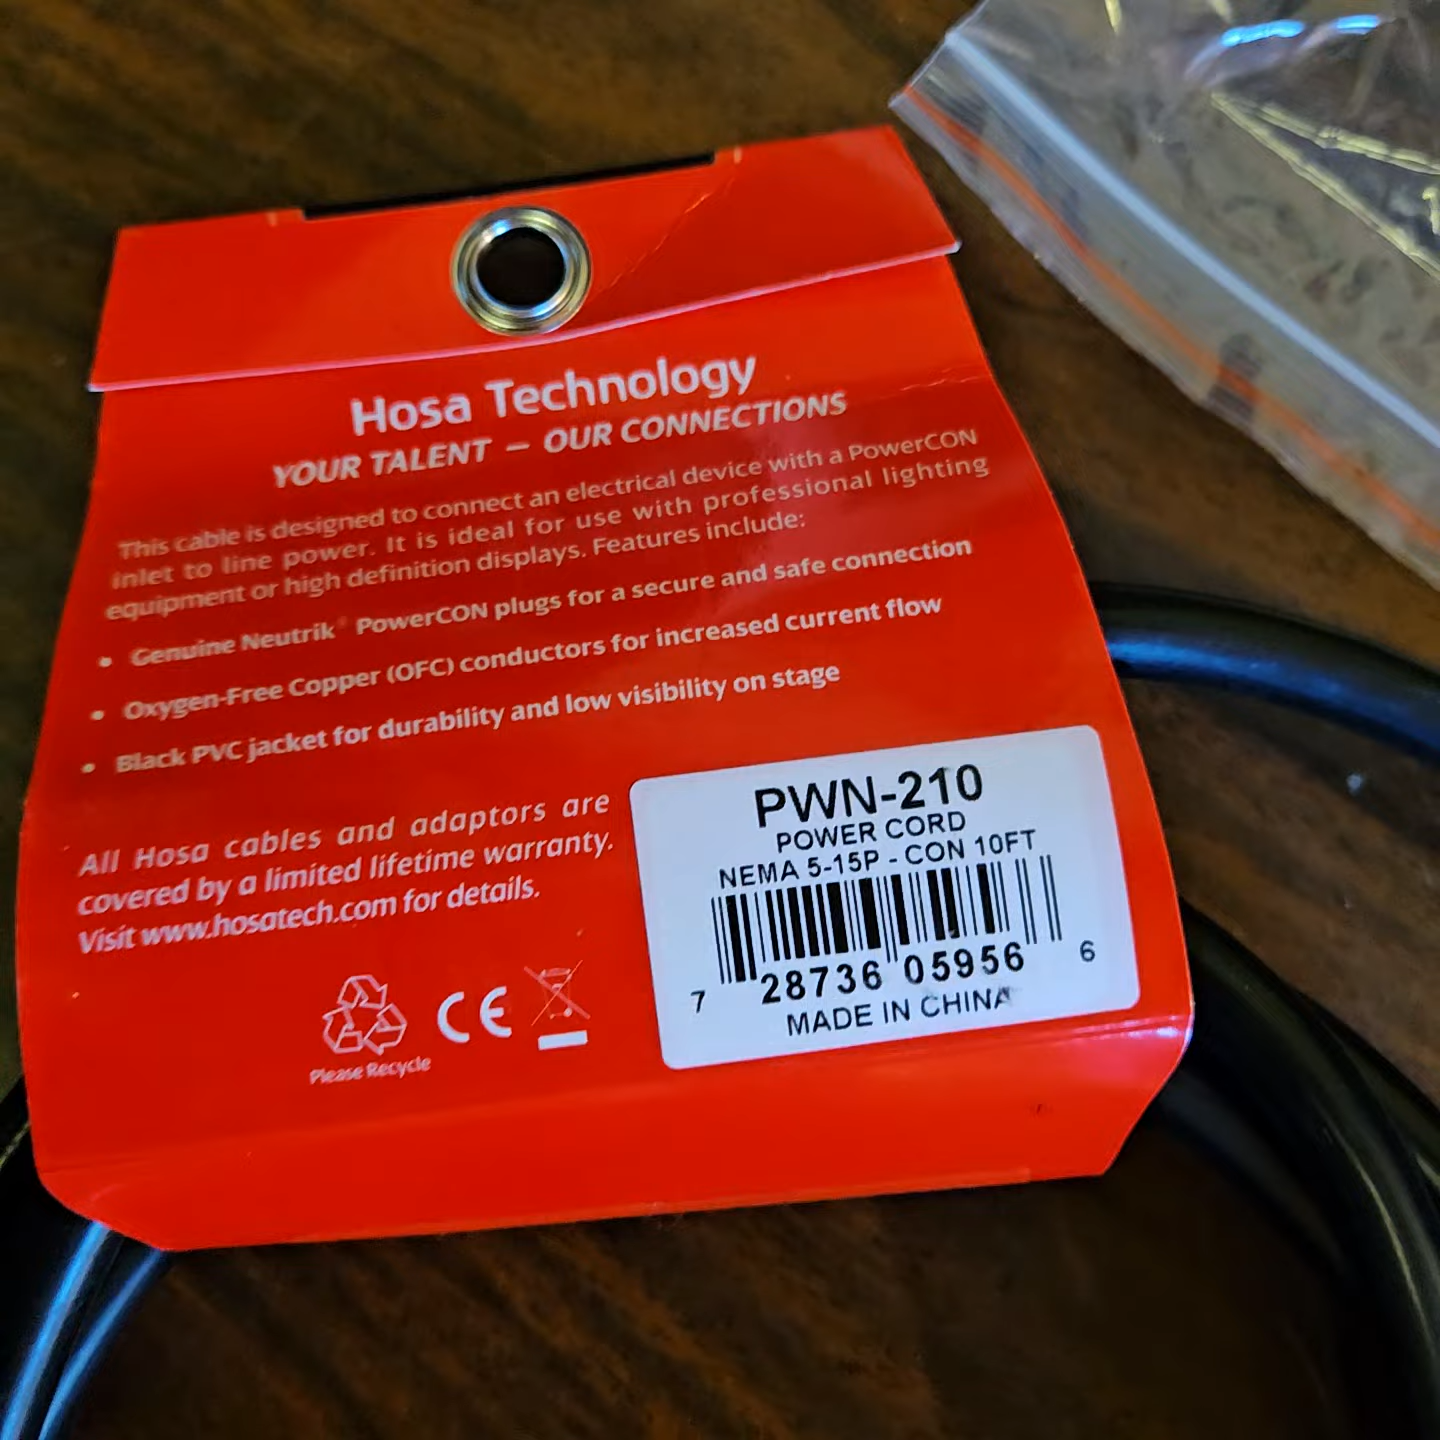 Hosa Technology
YOUR TALENT — OUR CONNECTIONS
This cable is designed to connect an electrical device with a PowerCON
inlet to line power. It is ideal for use with professional lighting
equipment or high definition displays. Features include:
• Genuine Neutrik® PowerCON plugs for a secure and safe connection
• Oxygen-Free Copper (OFC) conductors for increased current flow
• Black PVC jacket for durability and low visibility on stage
All Hosa cables and adaptors are
covered by a limited lifetime warranty.
Visit www.hosatech.com for details.
Please Recycle
CE
PWN-210
POWER CORD
NEMA 5-15P - CON 10FT
7 28736 05956 6
MADE IN CHINA